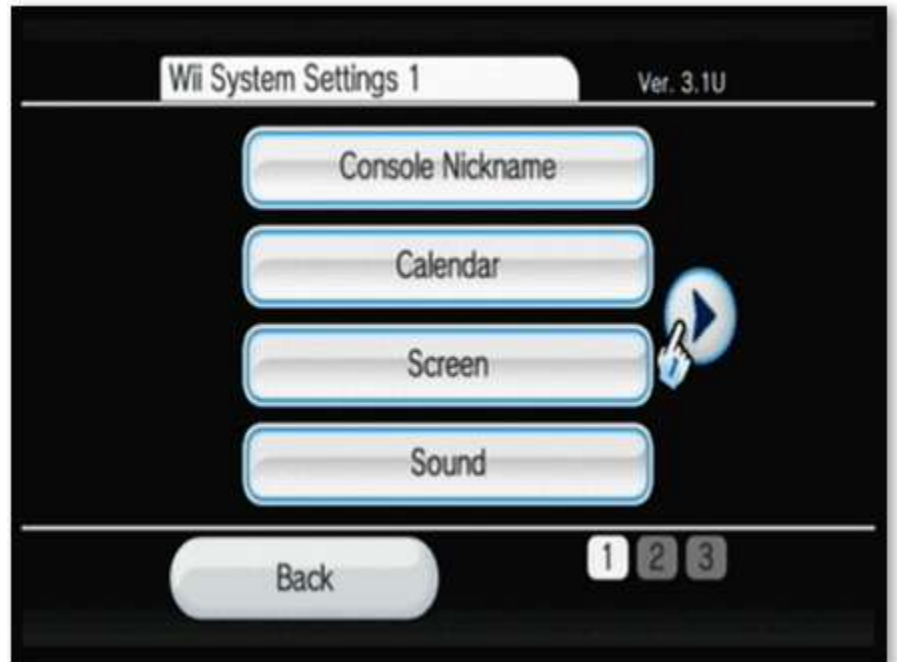 Wii System Settings 1
Ver. 3.1U
Console Nickname
Calendar
Screen
Sound
Back
1 2 3